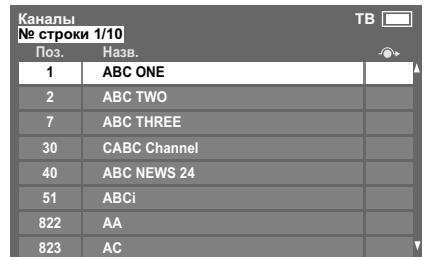 Каналы ТВ
№ строки 1/10
Поз. Назв.
1 ABC ONE
2 ABC TWO
7 ABC THREE
30 CABC Channel
40 ABC NEWS 24
51 ABCi
822 AA
823 AC